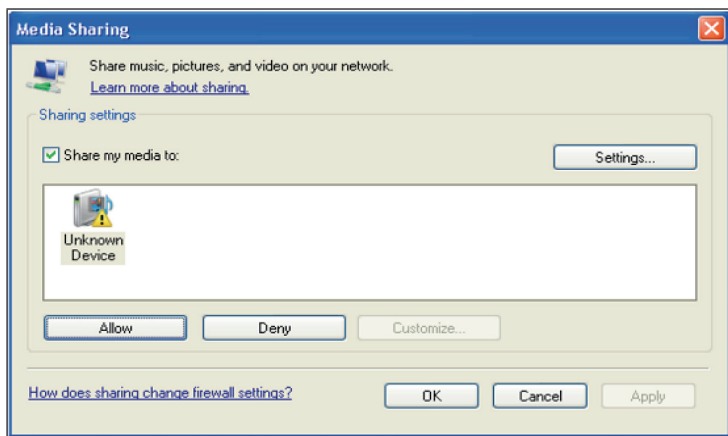 Media Sharing
Share music, pictures, and video on your network.
Learn more about sharing.
Sharing settings
Share my media to:
Settings...
Unknown
Device
Allow
Deny
Customize...
How does sharing change firewall settings?
OK
Cancel
Apply